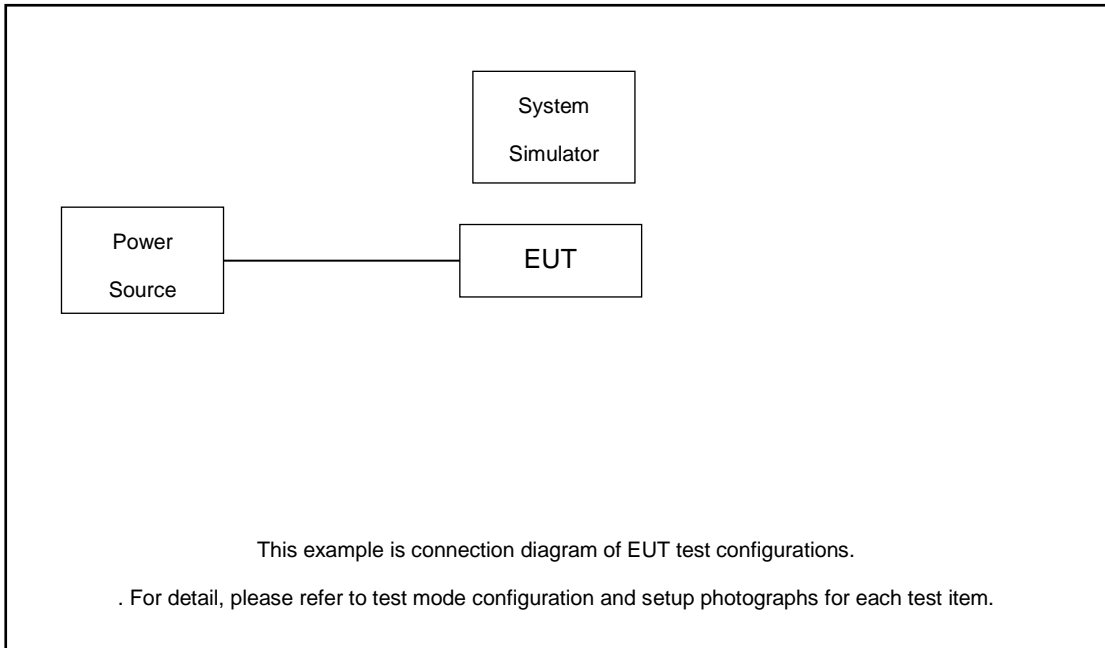 System
Simulator
Power
Source
EUT
This example is connection diagram of EUT test configurations.
. For detail, please refer to test mode configuration and setup photographs for each test item.